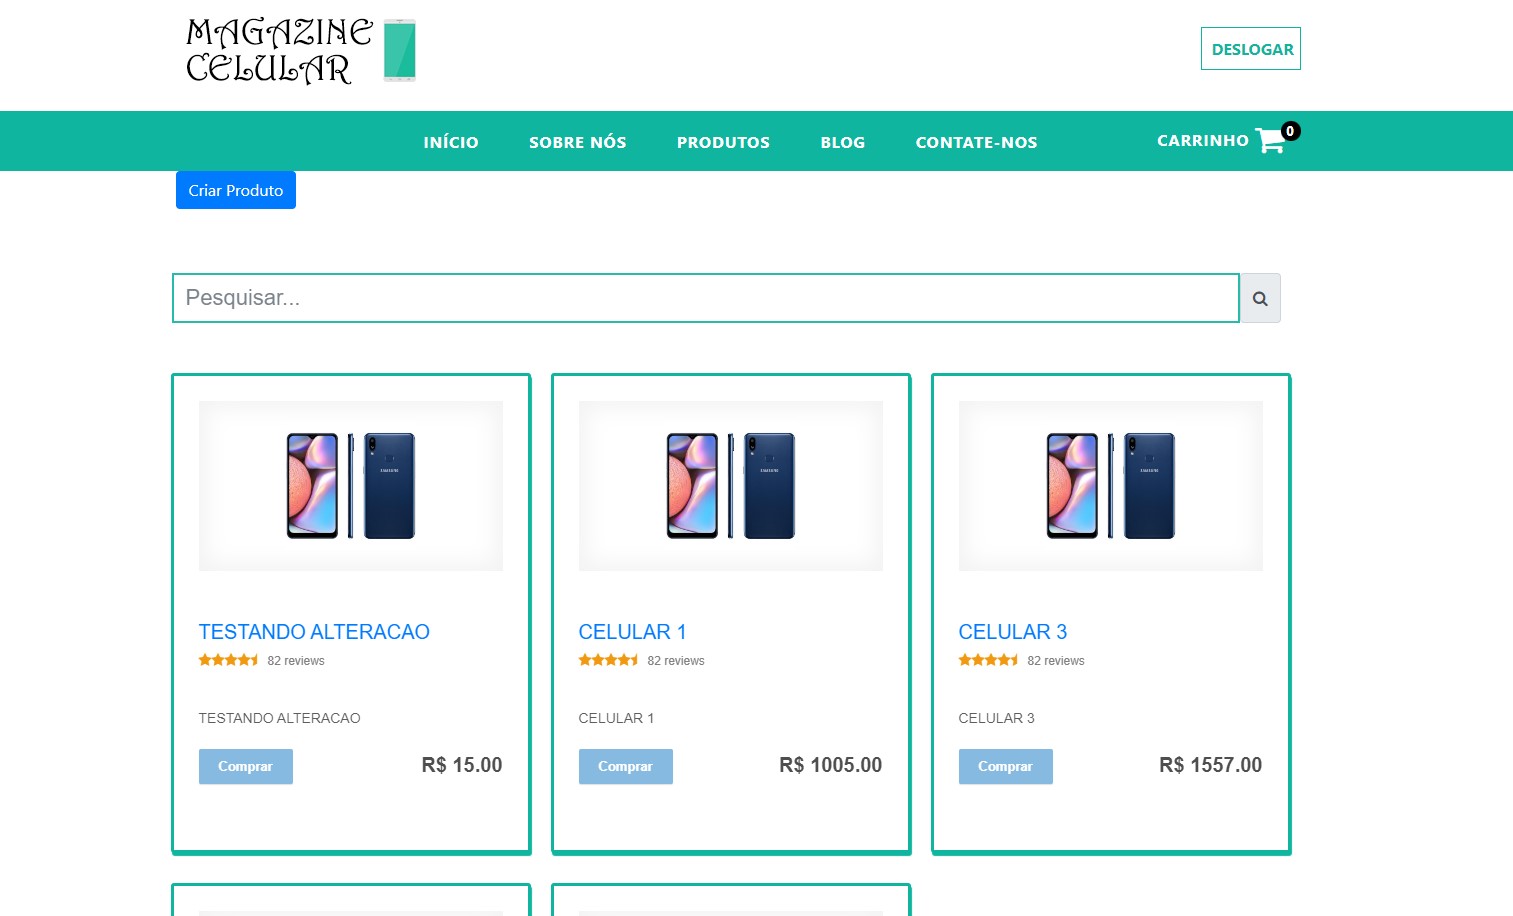 MAGAZINE
CELULAR
DESLOGAR
INÍCIO SOBRE NÓS PRODUTOS BLOG CONTATE-NOS CARRINHO 0
Criar Produto
Pesquisar...
TESTANDO ALTERACAO
82 reviews
TESTANDO ALTERACAO
Comprar R$ 15.00
CELULAR 1
82 reviews
CELULAR 1
Comprar R$ 1005.00
CELULAR 3
82 reviews
CELULAR 3
Comprar R$ 1557.00